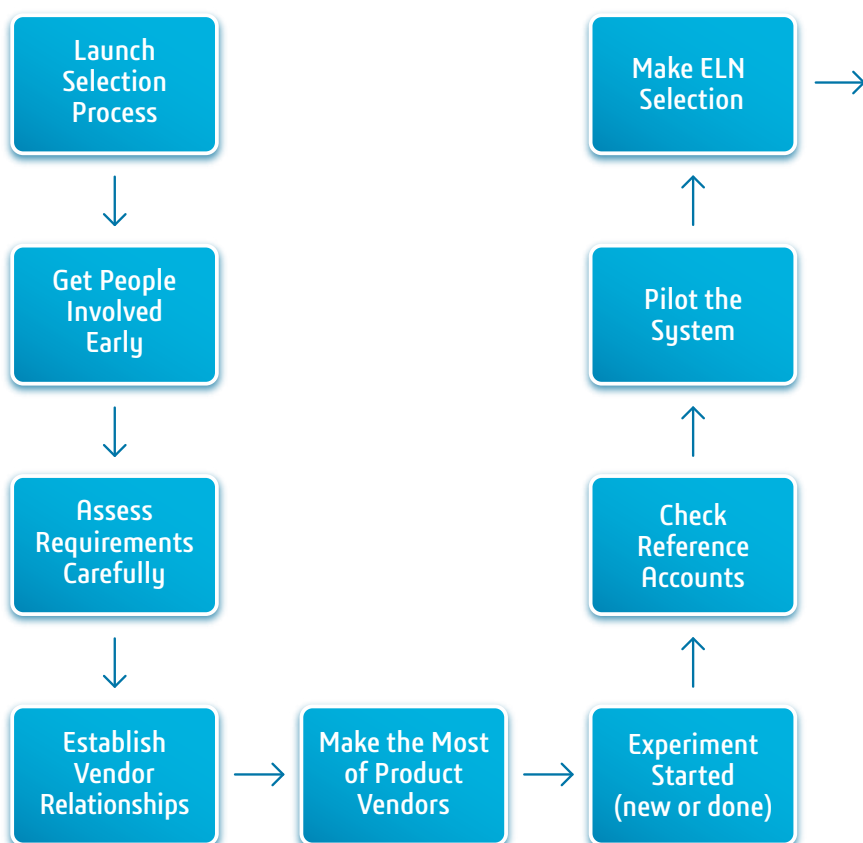 Launch
Selection
Process
Get People
Involved
Early
Assess
Requirements
Carefully
Establish
Vendor
Relationships
Make the Most
of Product
Vendors
Experiment
Started
(new or done)
Check
Reference
Accounts
Pilot the
System
Make ELN
Selection